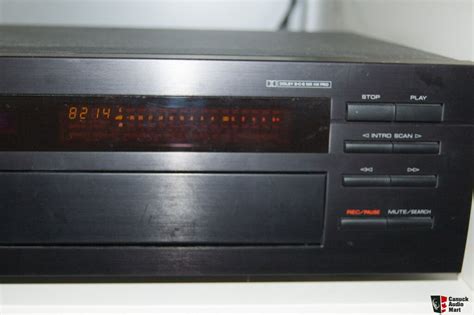 DOLBY B·C NR HX PRO
STOP PLAY
8214
◁ INTRO SCAN ▷
◁◁ ▷▷
REC/PAUSE MUTE/SEARCH
Canuck
Audio
Mart